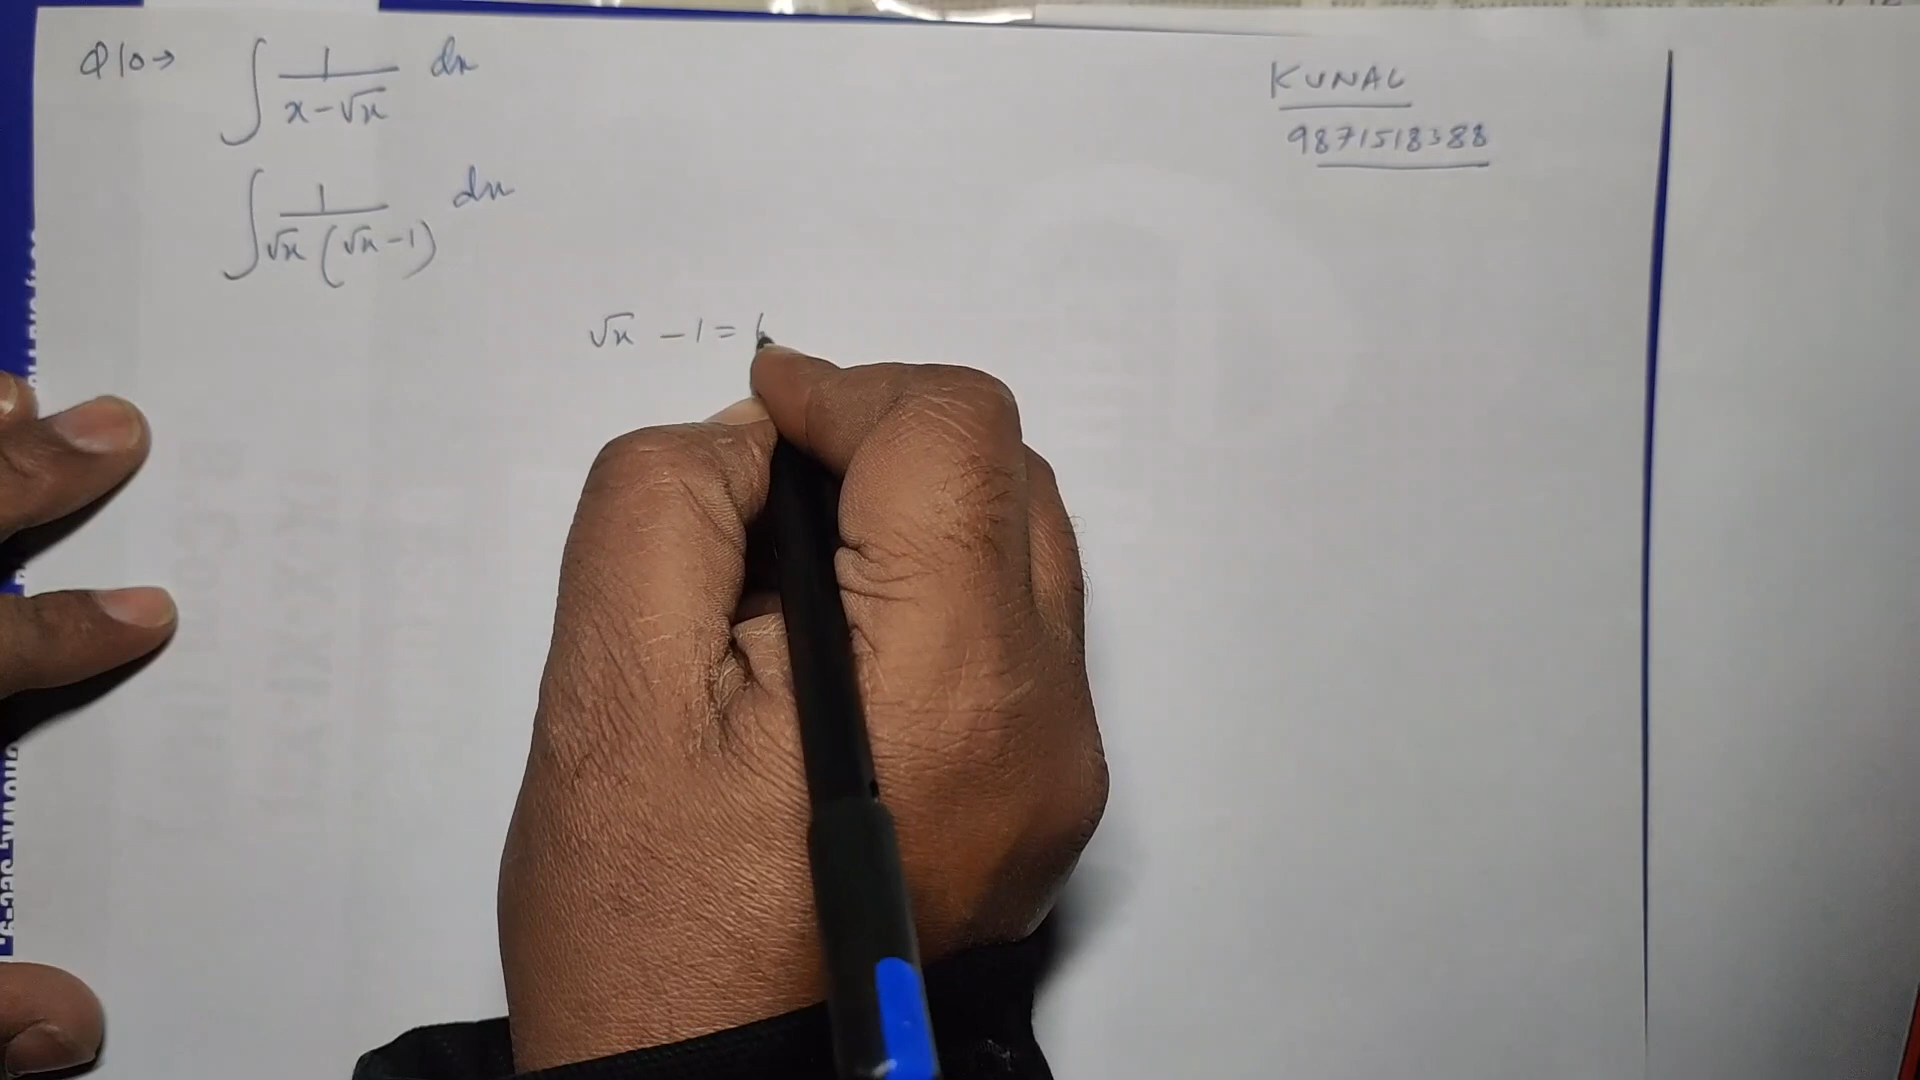 Q10→ ∫ 1/(x-√x) dx
∫ 1/(√x (√x-1)) dx
√x - 1 = t
KUNAL
9871518388